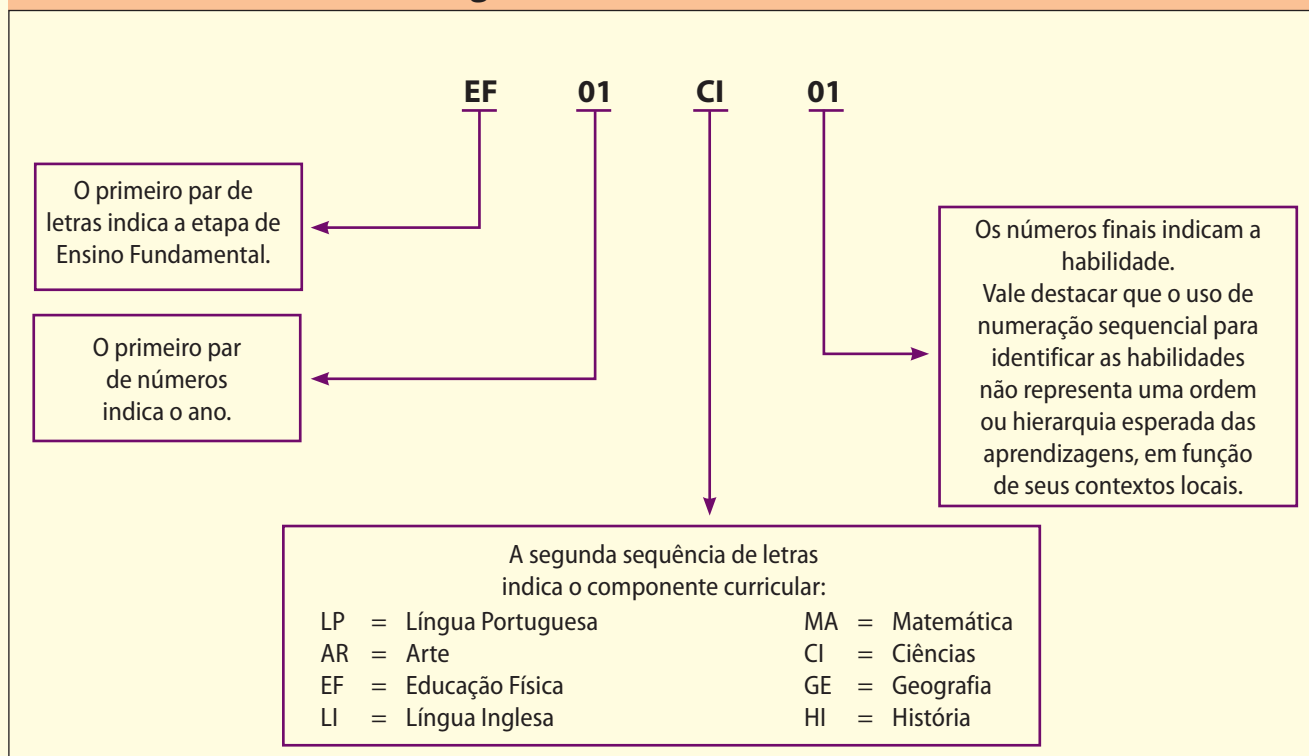 EF 01 CI 01
O primeiro par de
letras indica a etapa de
Ensino Fundamental.
O primeiro par
de números
indica o ano.
Os números finais indicam a
habilidade.
Vale destacar que o uso de
numeração sequencial para
identificar as habilidades
não representa uma ordem
ou hierarquia esperada das
aprendizagens, em função
de seus contextos locais.
A segunda sequência de letras
indica o componente curricular:
LP = Língua Portuguesa
AR = Arte
EF = Educação Física
LI = Língua Inglesa
MA = Matemática
CI = Ciências
GE = Geografia
HI = História